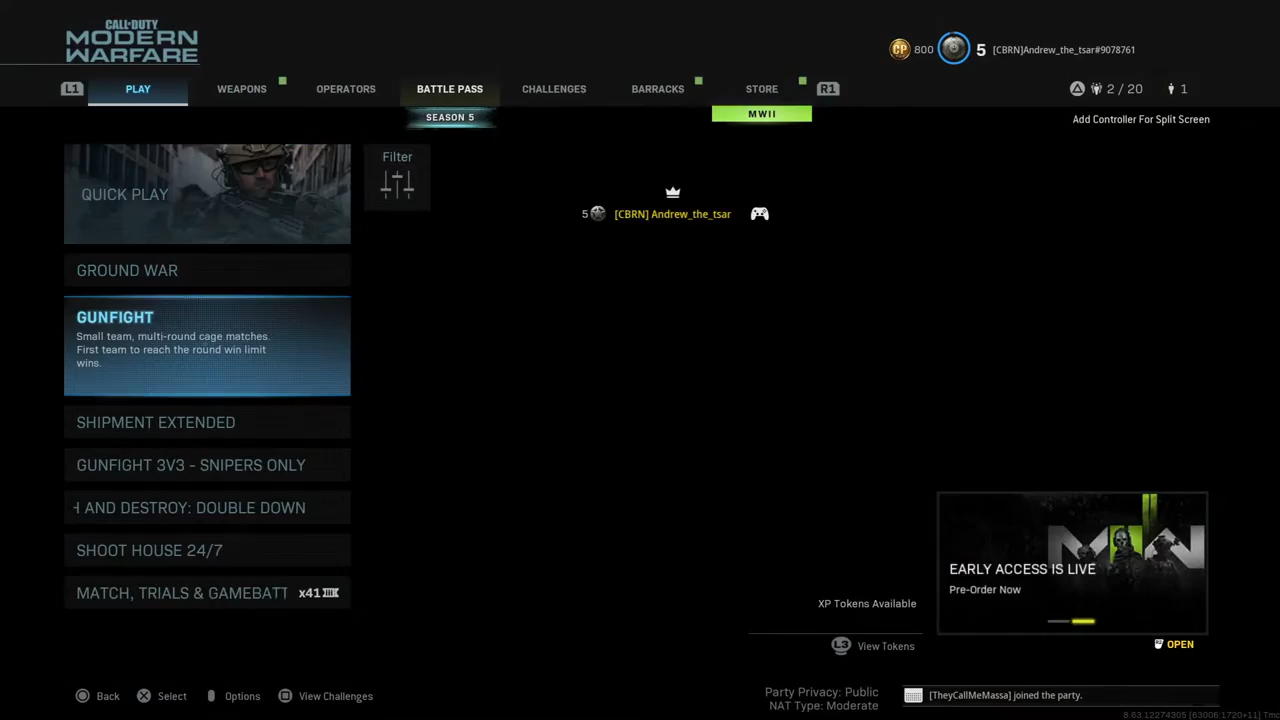 CALL OF DUTY
MODERN
WARFARE
CP 800 5 [CBRN]Andrew_the_tsar#9078761
L1 PLAY WEAPONS OPERATORS BATTLE PASS CHALLENGES BARRACKS STORE R1 2 / 20 1
SEASON 5 MWII
Add Controller For Split Screen
QUICK PLAY
Filter
5 [CBRN] Andrew_the_tsar
GROUND WAR
GUNFIGHT
Small team, multi-round cage matches.
First team to reach the round win limit
wins.
SHIPMENT EXTENDED
GUNFIGHT 3V3 - SNIPERS ONLY
H AND DESTROY: DOUBLE DOWN
SHOOT HOUSE 24/7
MATCH, TRIALS & GAMEBATT x41
MW
EARLY ACCESS IS LIVE
Pre-Order Now
XP Tokens Available
L3 View Tokens
OPEN
Back Select Options View Challenges
Party Privacy: Public
NAT Type: Moderate
[TheyCallMeMassa] joined the party.